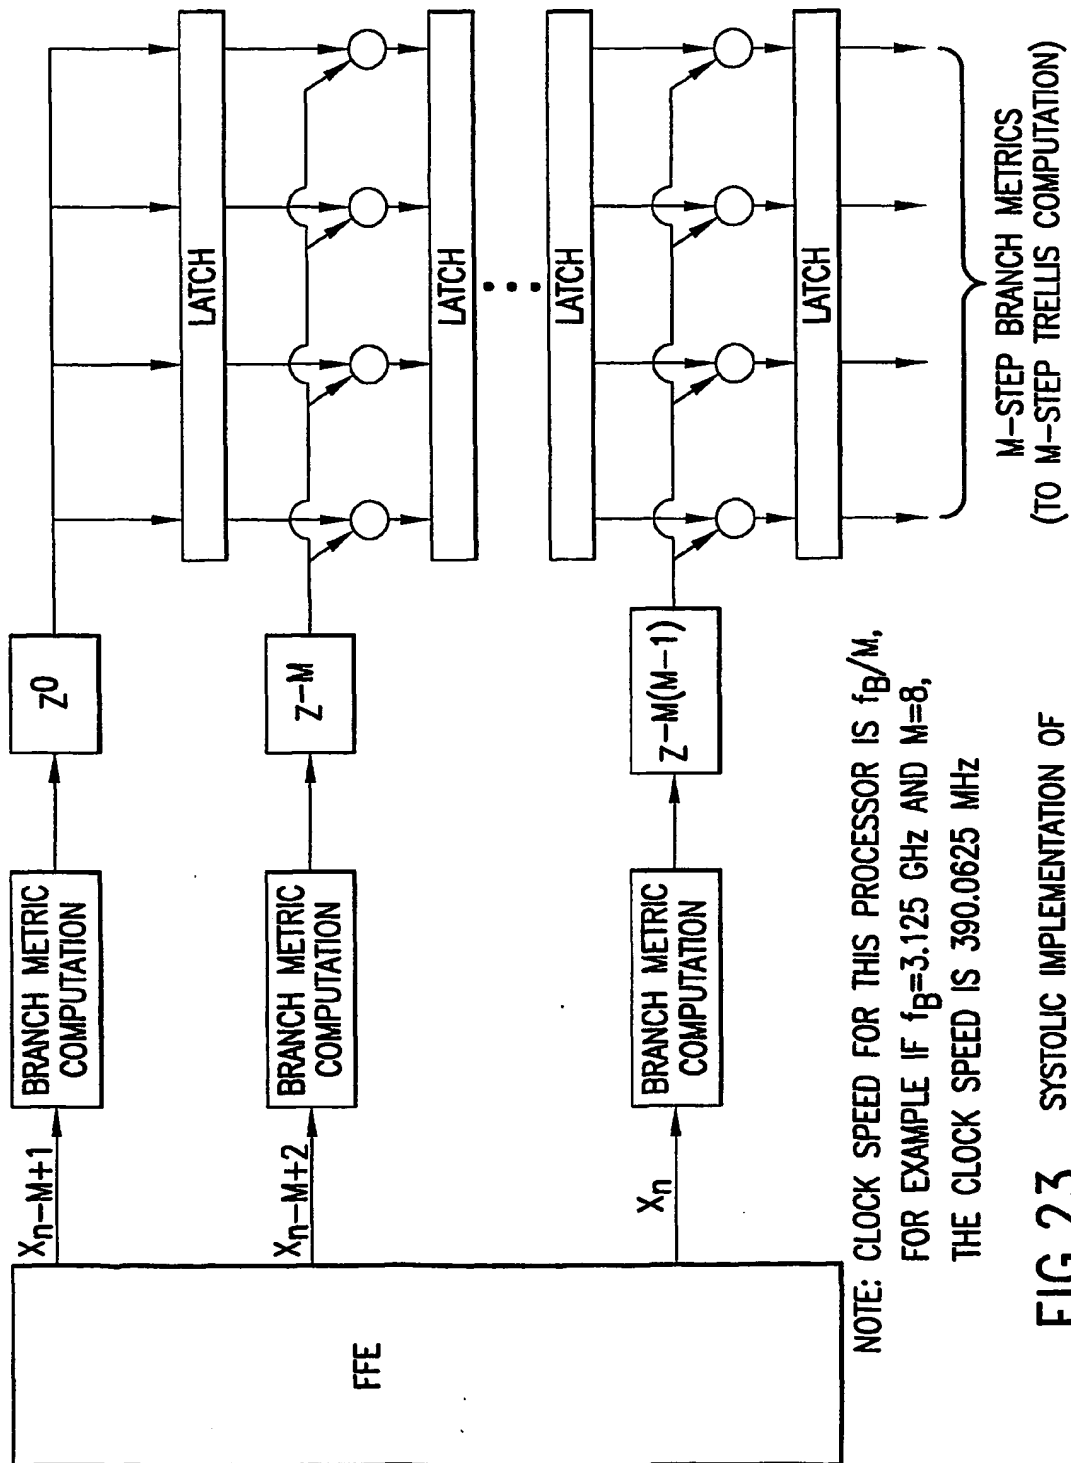 FFE
Xn-M+1
BRANCH METRIC
COMPUTATION
Z0
LATCH
Xn-M+2
BRANCH METRIC
COMPUTATION
Z-M
LATCH
LATCH
Xn
BRANCH METRIC
COMPUTATION
Z-M(M-1)
LATCH
M-STEP BRANCH METRICS
(TO M-STEP TRELLIS COMPUTATION)
NOTE: CLOCK SPEED FOR THIS PROCESSOR IS fB/M,
FOR EXAMPLE IF fB=3.125 GHz AND M=8,
THE CLOCK SPEED IS 390.0625 MHz
FIG.23 SYSTOLIC IMPLEMENTATION OF